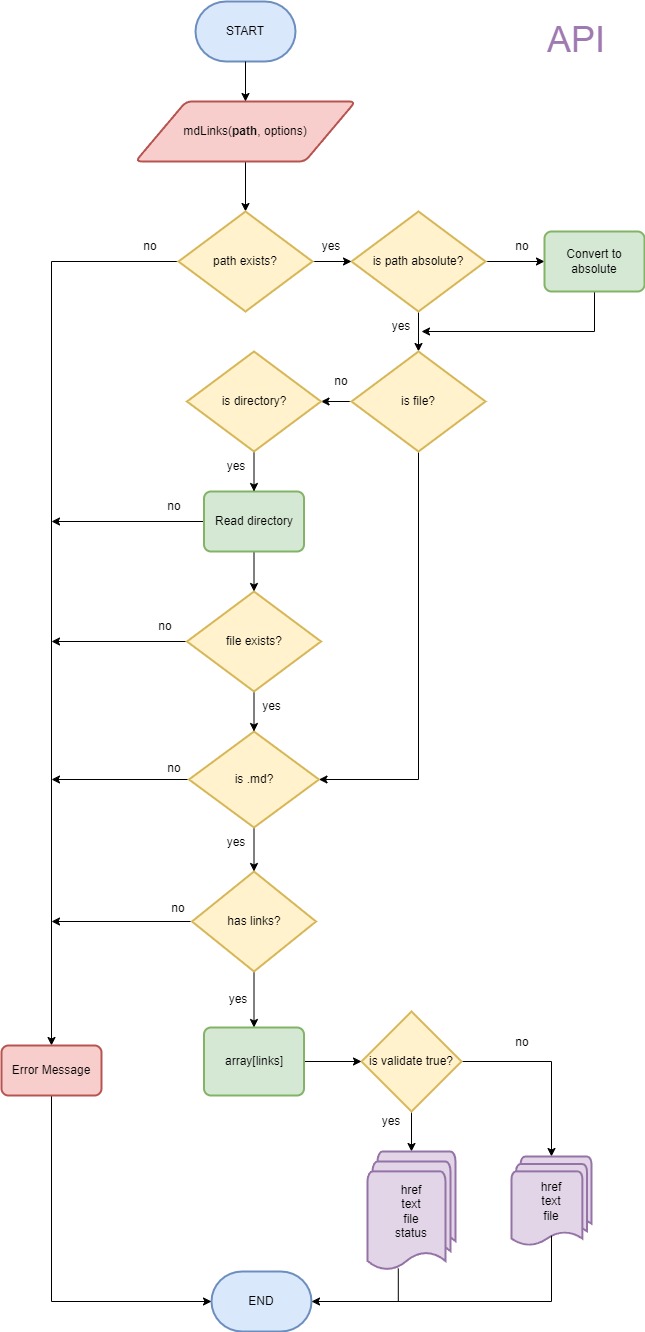 START
API
mdLinks(path, options)
no
path exists?
yes
is path absolute?
no
Convert to
absolute
yes
is directory?
no
is file?
yes
no
Read directory
no
file exists?
yes
no
is .md?
yes
no
has links?
yes
no
Error Message
array[links]
is validate true?
yes
href
text
file
status
href
text
file
END